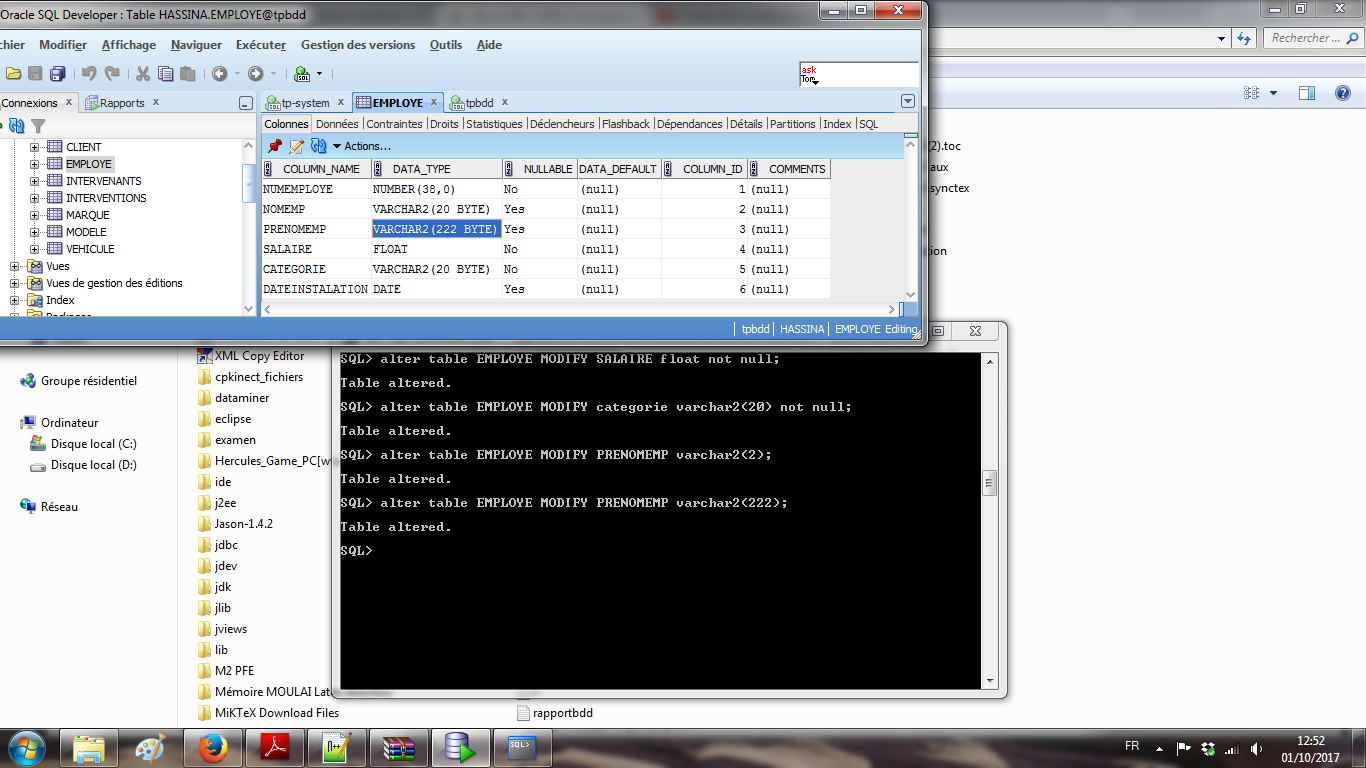 Oracle SQL Developer : Table HASSINA.EMPLOYE@tpbdd
chier Modifier Affichage Naviguer Exécuter Gestion des versions Outils Aide
Rechercher ...
ask
Tom
Connexions Rapports
tp-system EMPLOYE tpbdd
Colonnes Données Contraintes Droits Statistiques Déclencheurs Flashback Dépendances Détails Partitions Index SQL
Actions...
CLIENT
EMPLOYE
INTERVENANTS
INTERVENTIONS
MARQUE
MODELE
VEHICULE
Vues
Vues de gestion des éditions
Index
COLUMN_NAME DATA_TYPE NULLABLE DATA_DEFAULT COLUMN_ID COMMENTS
NUMEMPLOYE NUMBER(38,0) No (null) 1 (null)
NOMEMP VARCHAR2(20 BYTE) Yes (null) 2 (null)
PRENOMEMP VARCHAR2(222 BYTE) Yes (null) 3 (null)
SALAIRE FLOAT No (null) 4 (null)
CATEGORIE VARCHAR2(20 BYTE) No (null) 5 (null)
DATEINSTALATION DATE Yes (null) 6 (null)
tpbdd HASSINA EMPLOYE Editing
(2).toc
aux
synctex
ion
Groupe résidentiel
Ordinateur
Disque local (C:)
Disque local (D:)
Réseau
XML Copy Editor
cpkinect_fichiers
dataminer
eclipse
examen
Hercules_Game_PC[w
ide
j2ee
Jason-1.4.2
jdbc
jdev
jdk
jlib
jviews
lib
M2 PFE
Mémoire MOULAI Lat
MiKTeX Download Files
rapportbdd
SQL> alter table EMPLOYE MODIFY SALAIRE float not null;
Table altered.
SQL> alter table EMPLOYE MODIFY categorie varchar2(20) not null;
Table altered.
SQL> alter table EMPLOYE MODIFY PRENOMEMP varchar2(2);
Table altered.
SQL> alter table EMPLOYE MODIFY PRENOMEMP varchar2(222);
Table altered.
SQL>
FR
12:52
01/10/2017